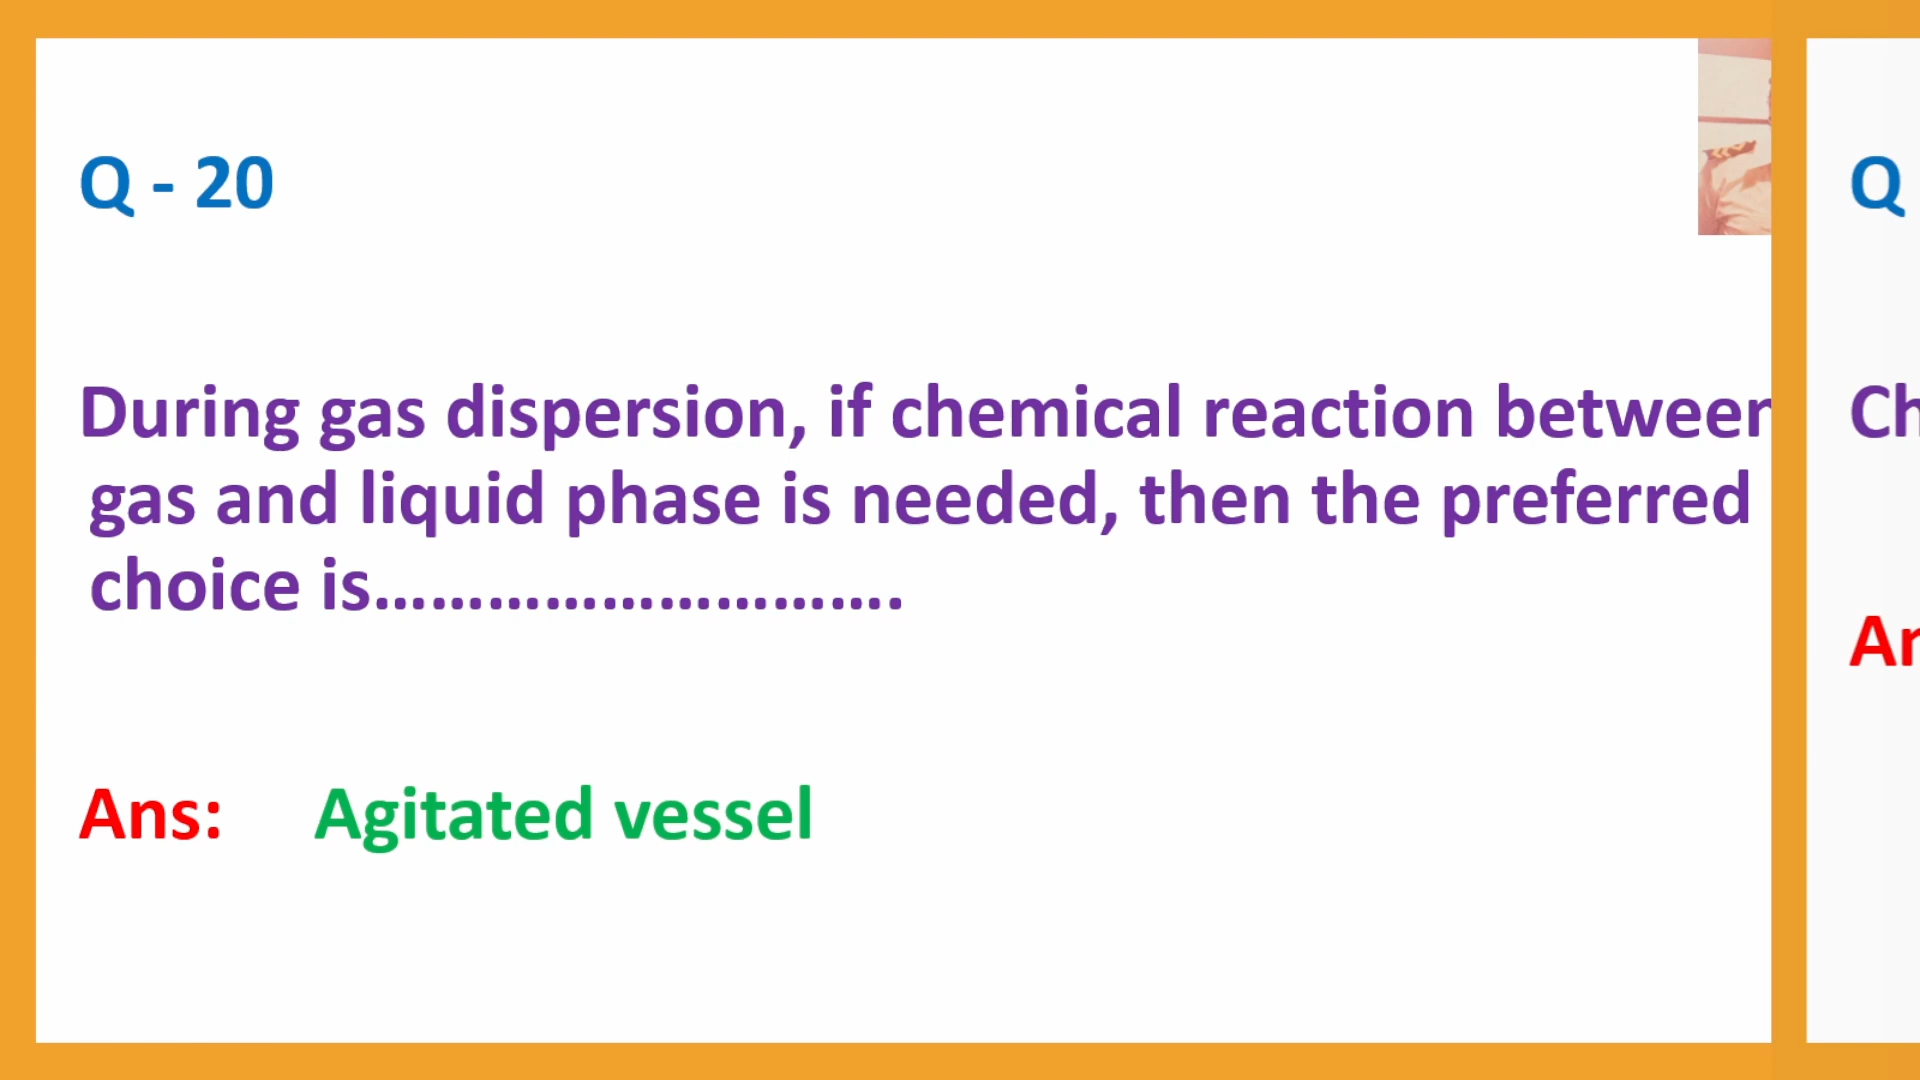 Q - 20
During gas dispersion, if chemical reaction between
gas and liquid phase is needed, then the preferred
choice is……………………….
Ans: Agitated vessel
Q